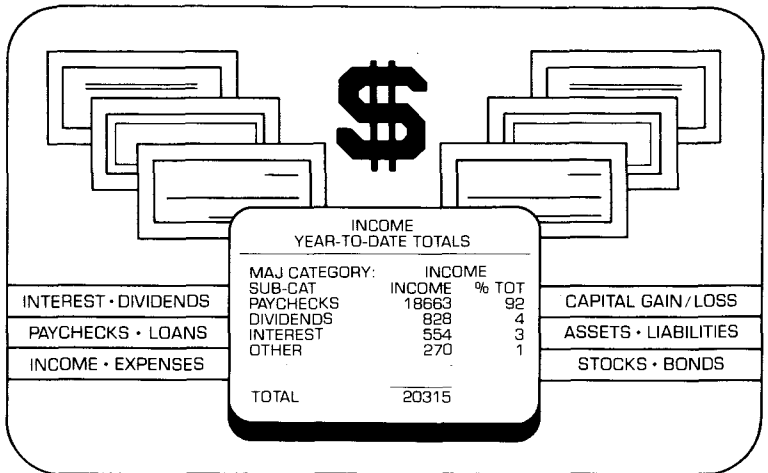 $
INCOME
YEAR-TO-DATE TOTALS
MAJ CATEGORY: INCOME
SUB-CAT INCOME % TOT
PAYCHECKS 18663 92
DIVIDENDS 828 4
INTEREST 554 3
OTHER 270 1
TOTAL 20315
INTEREST • DIVIDENDS
PAYCHECKS • LOANS
INCOME • EXPENSES
CAPITAL GAIN/LOSS
ASSETS • LIABILITIES
STOCKS • BONDS